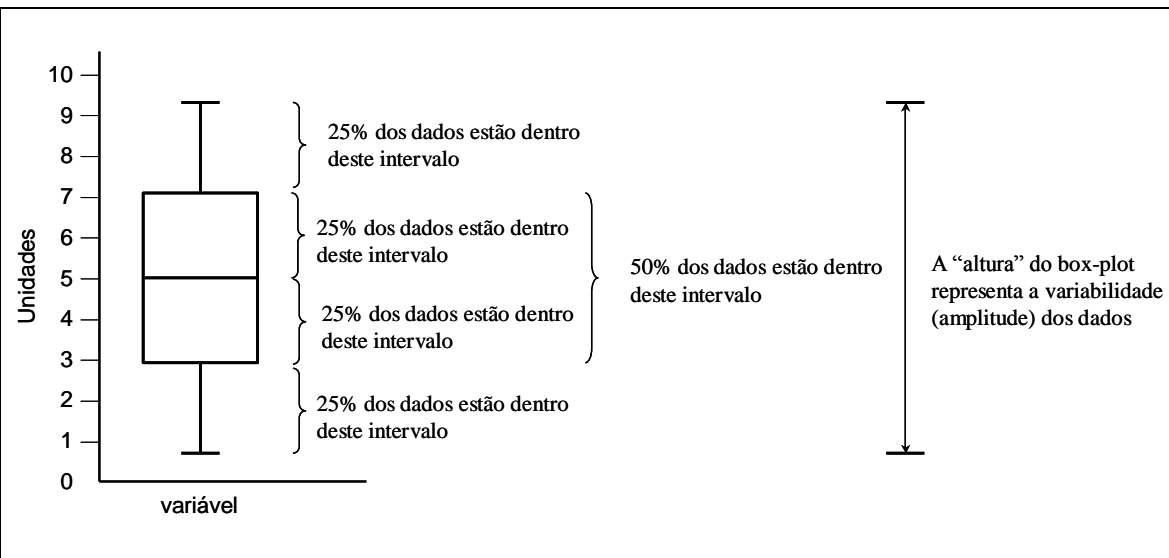 10
9
8
7
6
5
4
3
2
1
0
Unidades
variável
25% dos dados estão dentro
deste intervalo
25% dos dados estão dentro
deste intervalo
25% dos dados estão dentro
deste intervalo
25% dos dados estão dentro
deste intervalo
50% dos dados estão dentro
deste intervalo
A “altura” do box-plot
representa a variabilidade
(amplitude) dos dados